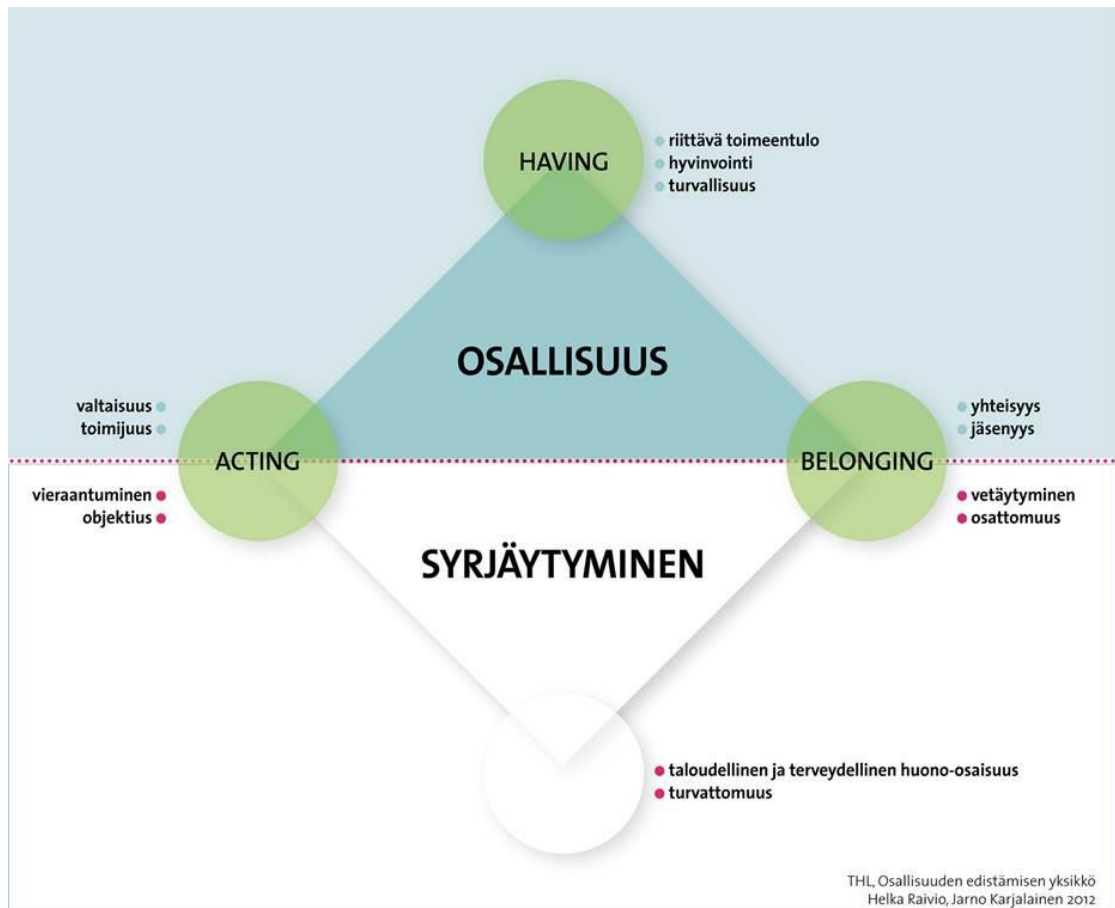 HAVING
riittävä toimeentulo
hyvinvointi
turvallisuus
OSALLISUUS
valtaisuus
toimijuus
ACTING
vieraantuminen
objektius
yhteisyys
jäsenyys
BELONGING
vetäytyminen
osattomuus
SYRJÄYTYMINEN
taloudellinen ja terveydellinen huono-osaisuus
turvattomuus
THL, Osallisuuden edistämisen yksikkö
Helka Raivio, Jarno Karjalainen 2012